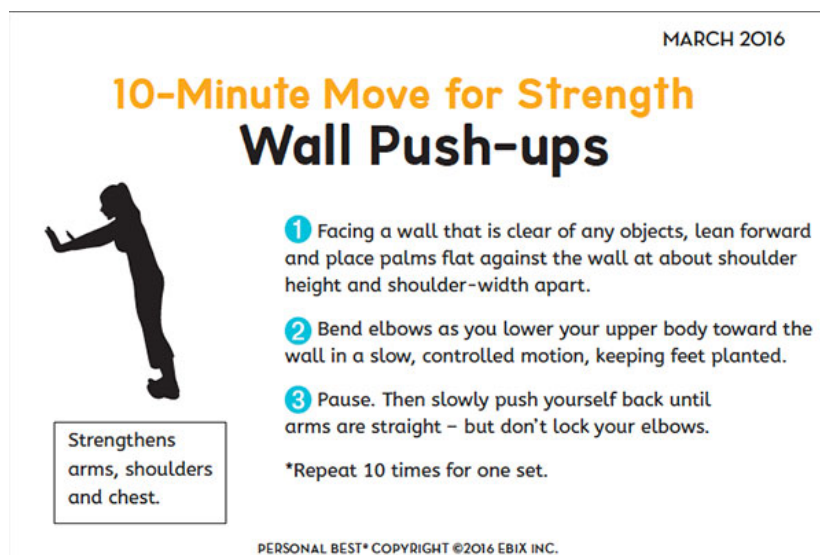 MARCH 2016
10-Minute Move for Strength
Wall Push-ups
1 Facing a wall that is clear of any objects, lean forward
and place palms flat against the wall at about shoulder
height and shoulder-width apart.
2 Bend elbows as you lower your upper body toward the
wall in a slow, controlled motion, keeping feet planted.
3 Pause. Then slowly push yourself back until
arms are straight – but don't lock your elbows.
*Repeat 10 times for one set.
Strengthens
arms, shoulders
and chest.
PERSONAL BEST® COPYRIGHT ©2016 EBIX INC.